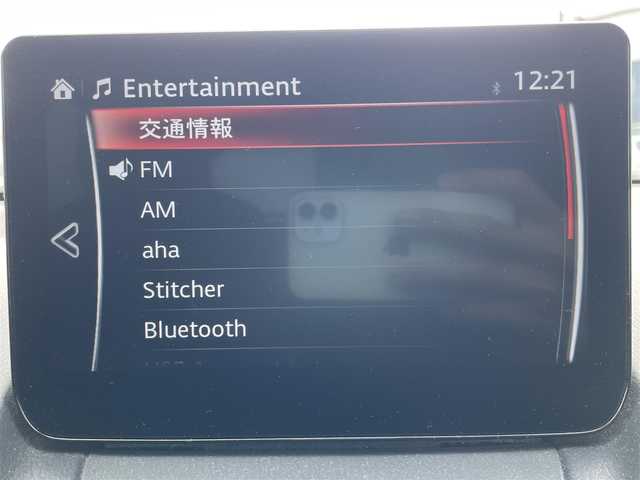 Entertainment
12:21
交通情報
FM
AM
aha
Stitcher
Bluetooth